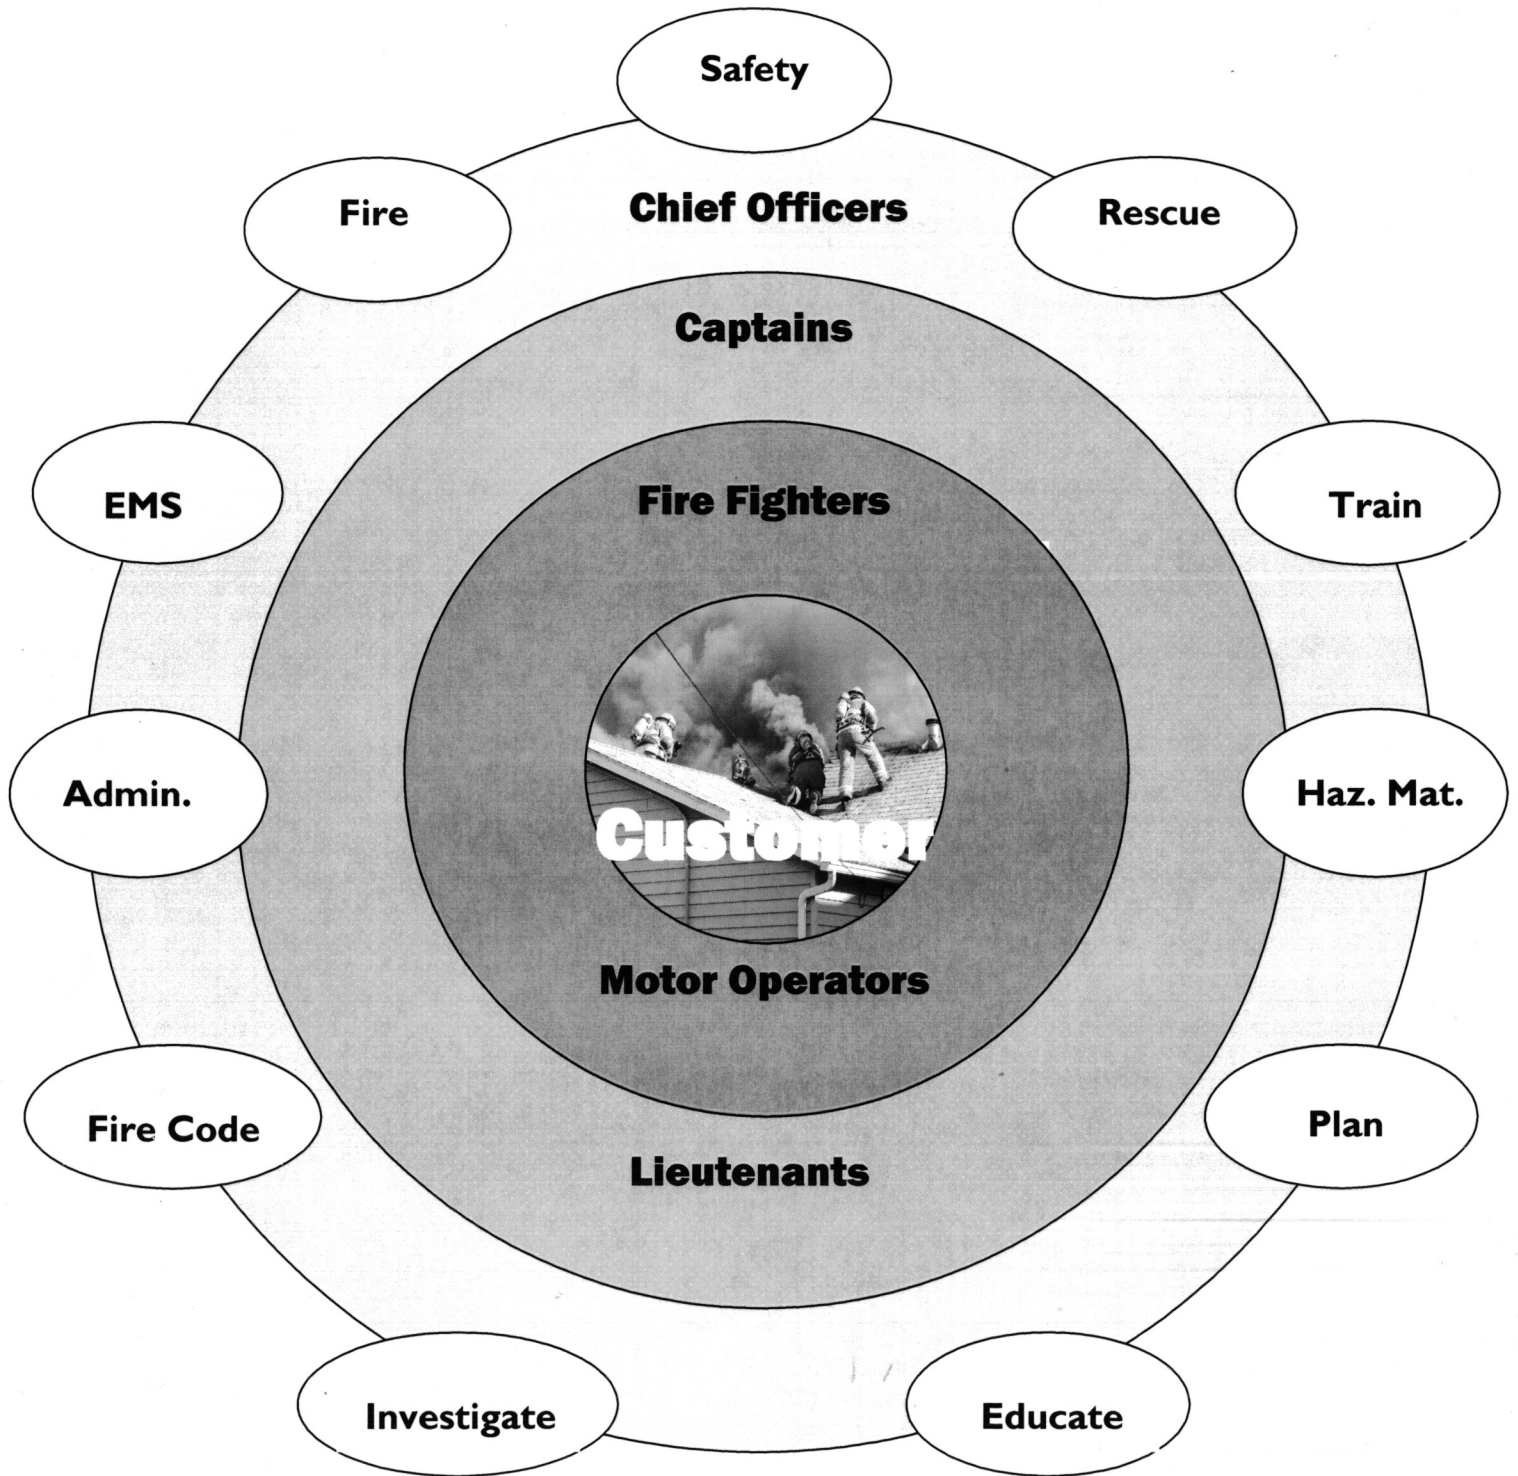 Safety
Fire
Chief Officers
Rescue
Captains
EMS
Fire Fighters
Train
Admin.
Customer
Haz. Mat.
Motor Operators
Fire Code
Plan
Lieutenants
Investigate
Educate